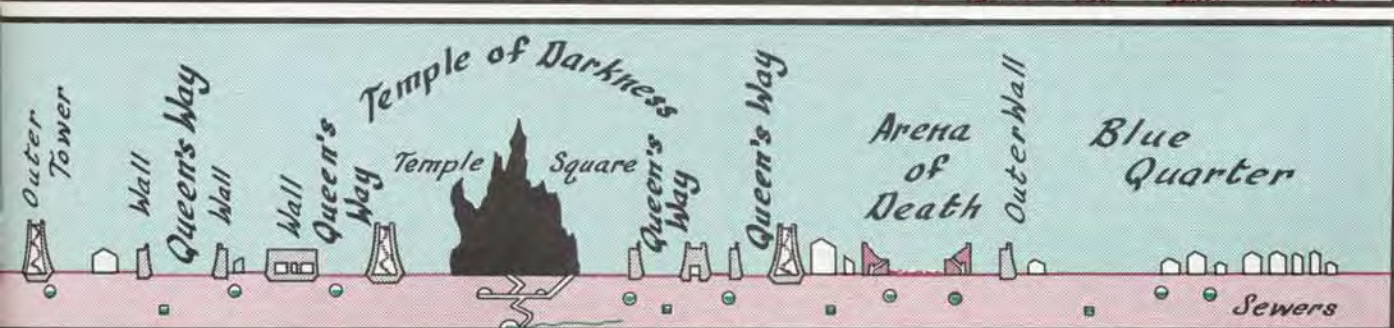 Outer
Tower
Wall
Queen's Way
Wall
Wall
Queen's
Way
Temple of Darkness
Temple Square
Queen's
Way
Queen's Way
Arena
of
Death
Outer Wall
Blue
Quarter
Sewers